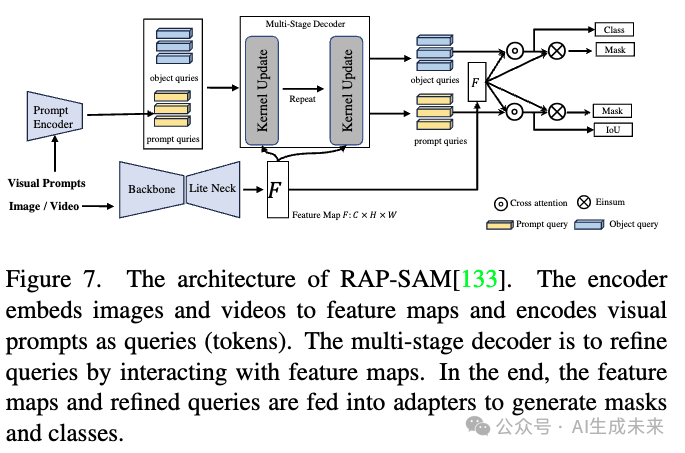 Multi-Stage Decoder
Class
Mask
object quries
Kernel Update
Repeat
Kernel Update
object quries
F
Prompt
Encoder
prompt quries
prompt quries
Mask
IoU
Visual Prompts
Image / Video
Backbone
Lite Neck
F
Feature Map F: C × H × W
Cross attention
Einsum
Prompt query
Object query
Figure 7. The architecture of RAP-SAM[133]. The encoder
embeds images and videos to feature maps and encodes visual
prompts as queries (tokens). The multi-stage decoder is to refine
queries by interacting with feature maps. In the end, the feature
maps and refined queries are fed into adapters to generate masks
and classes.
公众号 · AI生成未来